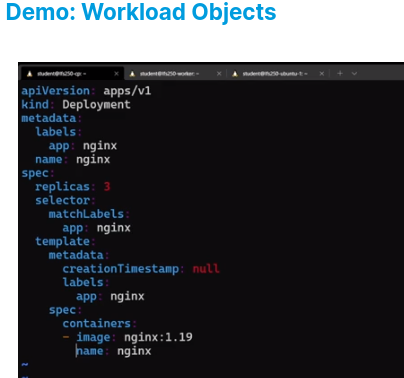 Demo: Workload Objects
student@lfs250-cp: ~ × student@lfs250-worker: ~ × student@lfs250-ubuntu-1: ~ × + ∨
apiVersion: apps/v1
kind: Deployment
metadata:
  labels:
    app: nginx
  name: nginx
spec:
  replicas: 3
  selector:
    matchLabels:
      app: nginx
  template:
    metadata:
      creationTimestamp: null
      labels:
        app: nginx
    spec:
      containers:
      - image: nginx:1.19
        name: nginx
~
~